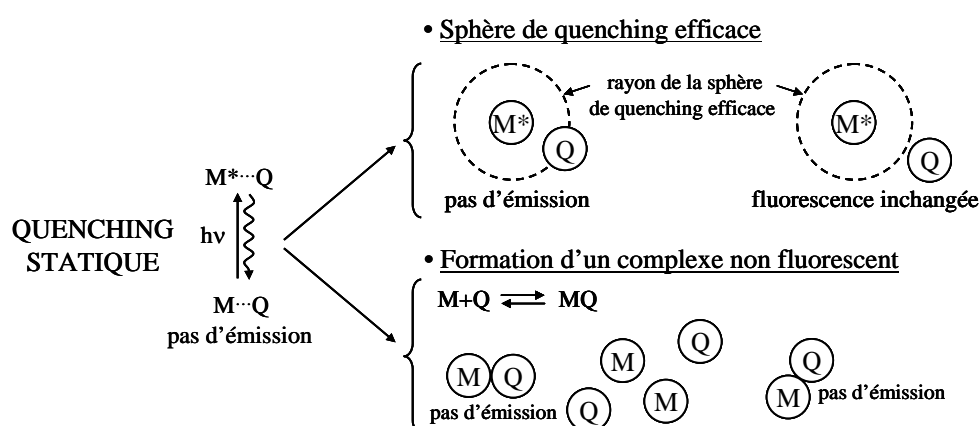 • Sphère de quenching efficace
rayon de la sphère
de quenching efficace
M*
Q
M*
Q
pas d'émission
fluorescence inchangée
QUENCHING
STATIQUE
M*···Q
hν
M···Q
pas d'émission
• Formation d'un complexe non fluorescent
M+Q ⇌ MQ
M Q
pas d'émission
M
Q
Q
M
Q
M
pas d'émission